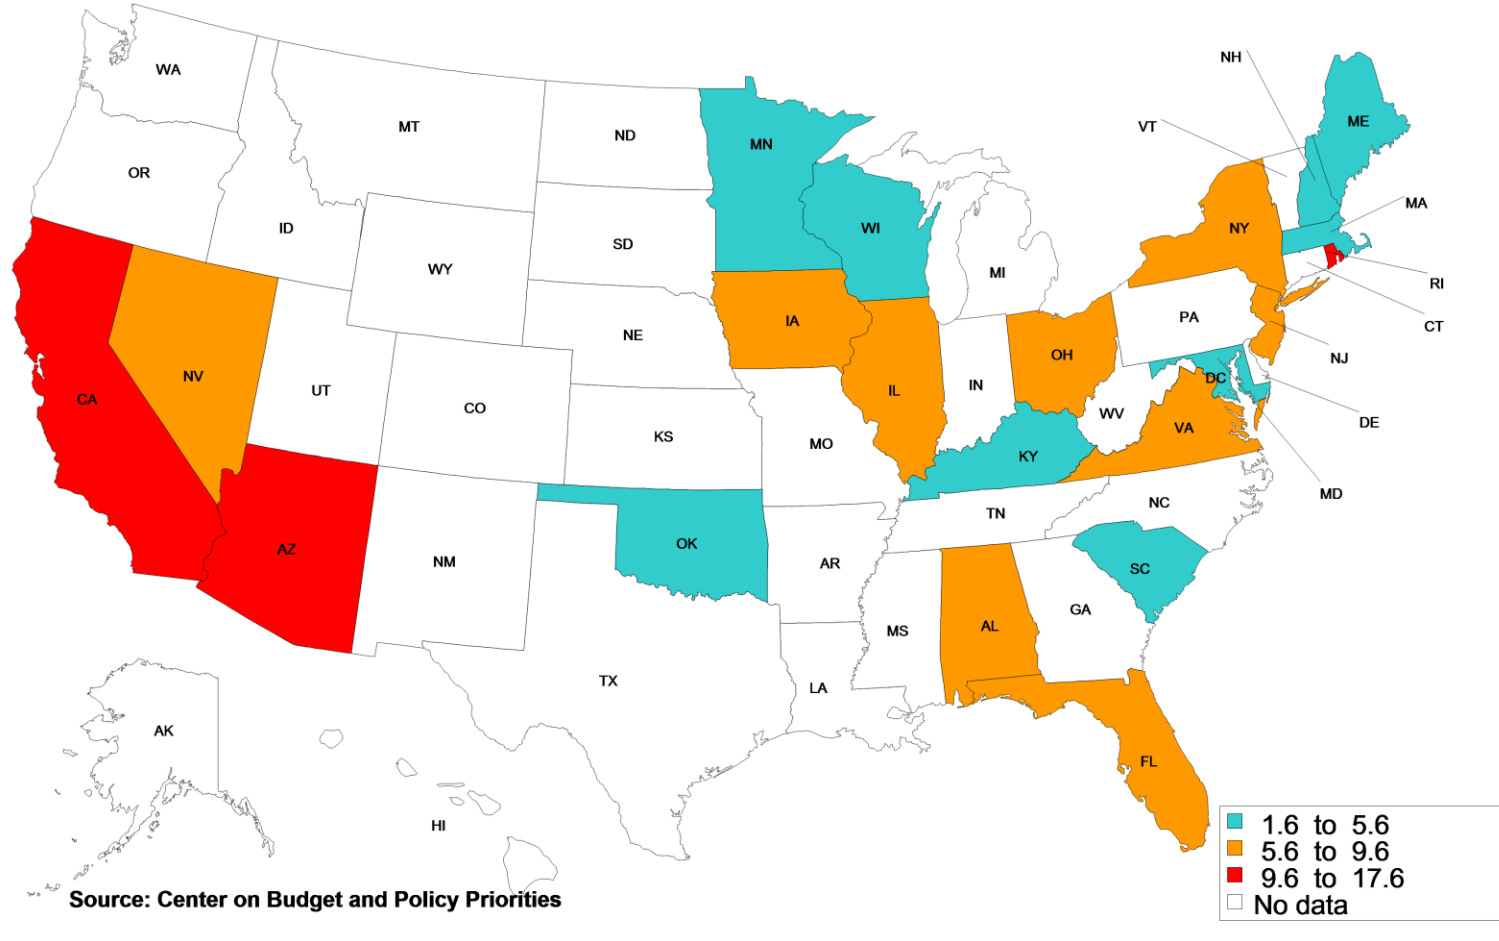 NH
WA
ME
MT
VT
ND
MN
OR
MA
ID
NY
WI
SD
WY
MI
RI
PA
CT
IA
NE
NJ
OH
NV
DC
UT
IN
IL
CA
CO
WV
DE
VA
KS
MO
KY
MD
NC
TN
OK
AZ
NM
AR
SC
GA
AL
MS
TX
LA
AK
FL
HI
1.6 to 5.6
5.6 to 9.6
9.6 to 17.6
No data
Source: Center on Budget and Policy Priorities